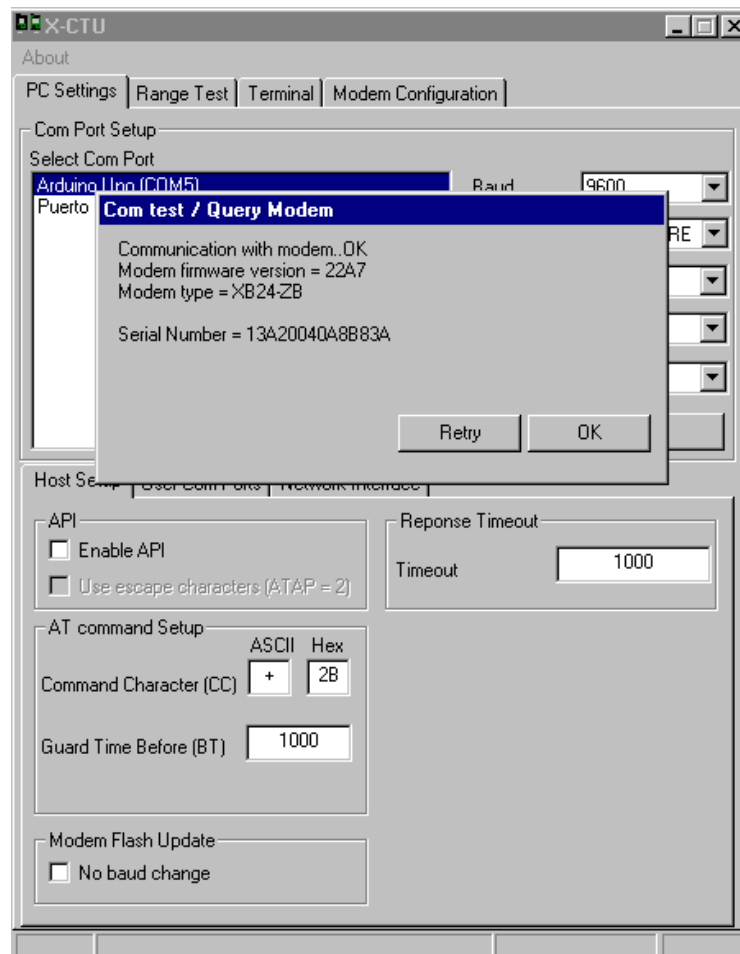 X-CTU
About
PC Settings Range Test Terminal Modem Configuration
Com Port Setup
Select Com Port
Arduino Uno (COM5) Baud 9600
Puerto RE
Com test / Query Modem
Communication with modem..OK
Modem firmware version = 22A7
Modem type = XB24-ZB
Serial Number = 13A20040A8B83A
Retry OK
Host Setup User Com Ports Network Interface
API
Enable API
Use escape characters (ATAP = 2)
Reponse Timeout
Timeout 1000
AT command Setup
ASCII Hex
Command Character (CC) + 2B
Guard Time Before (BT) 1000
Modem Flash Update
No baud change